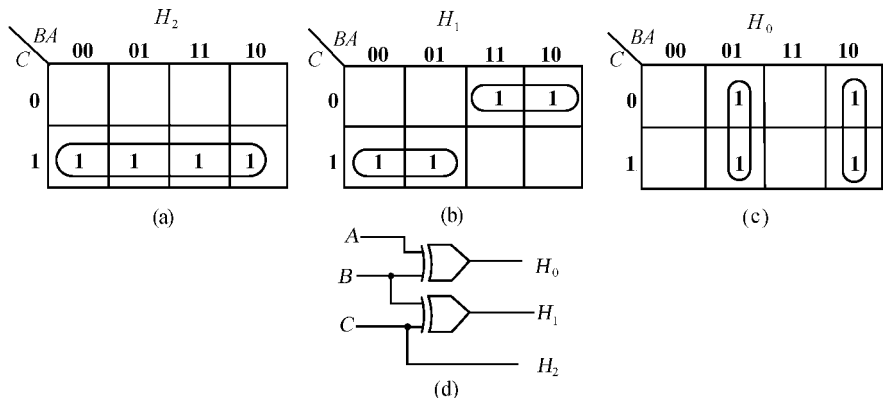 H₂
BA
C
00 01 11 10
0
1 1 1 1 1
(a)
H₁
BA
C
00 01 11 10
0 1 1
1 1 1
(b)
H₀
BA
C
00 01 11 10
0 1 1
1. 1 1
(c)
A
B
C
H₀
H₁
H₂
(d)